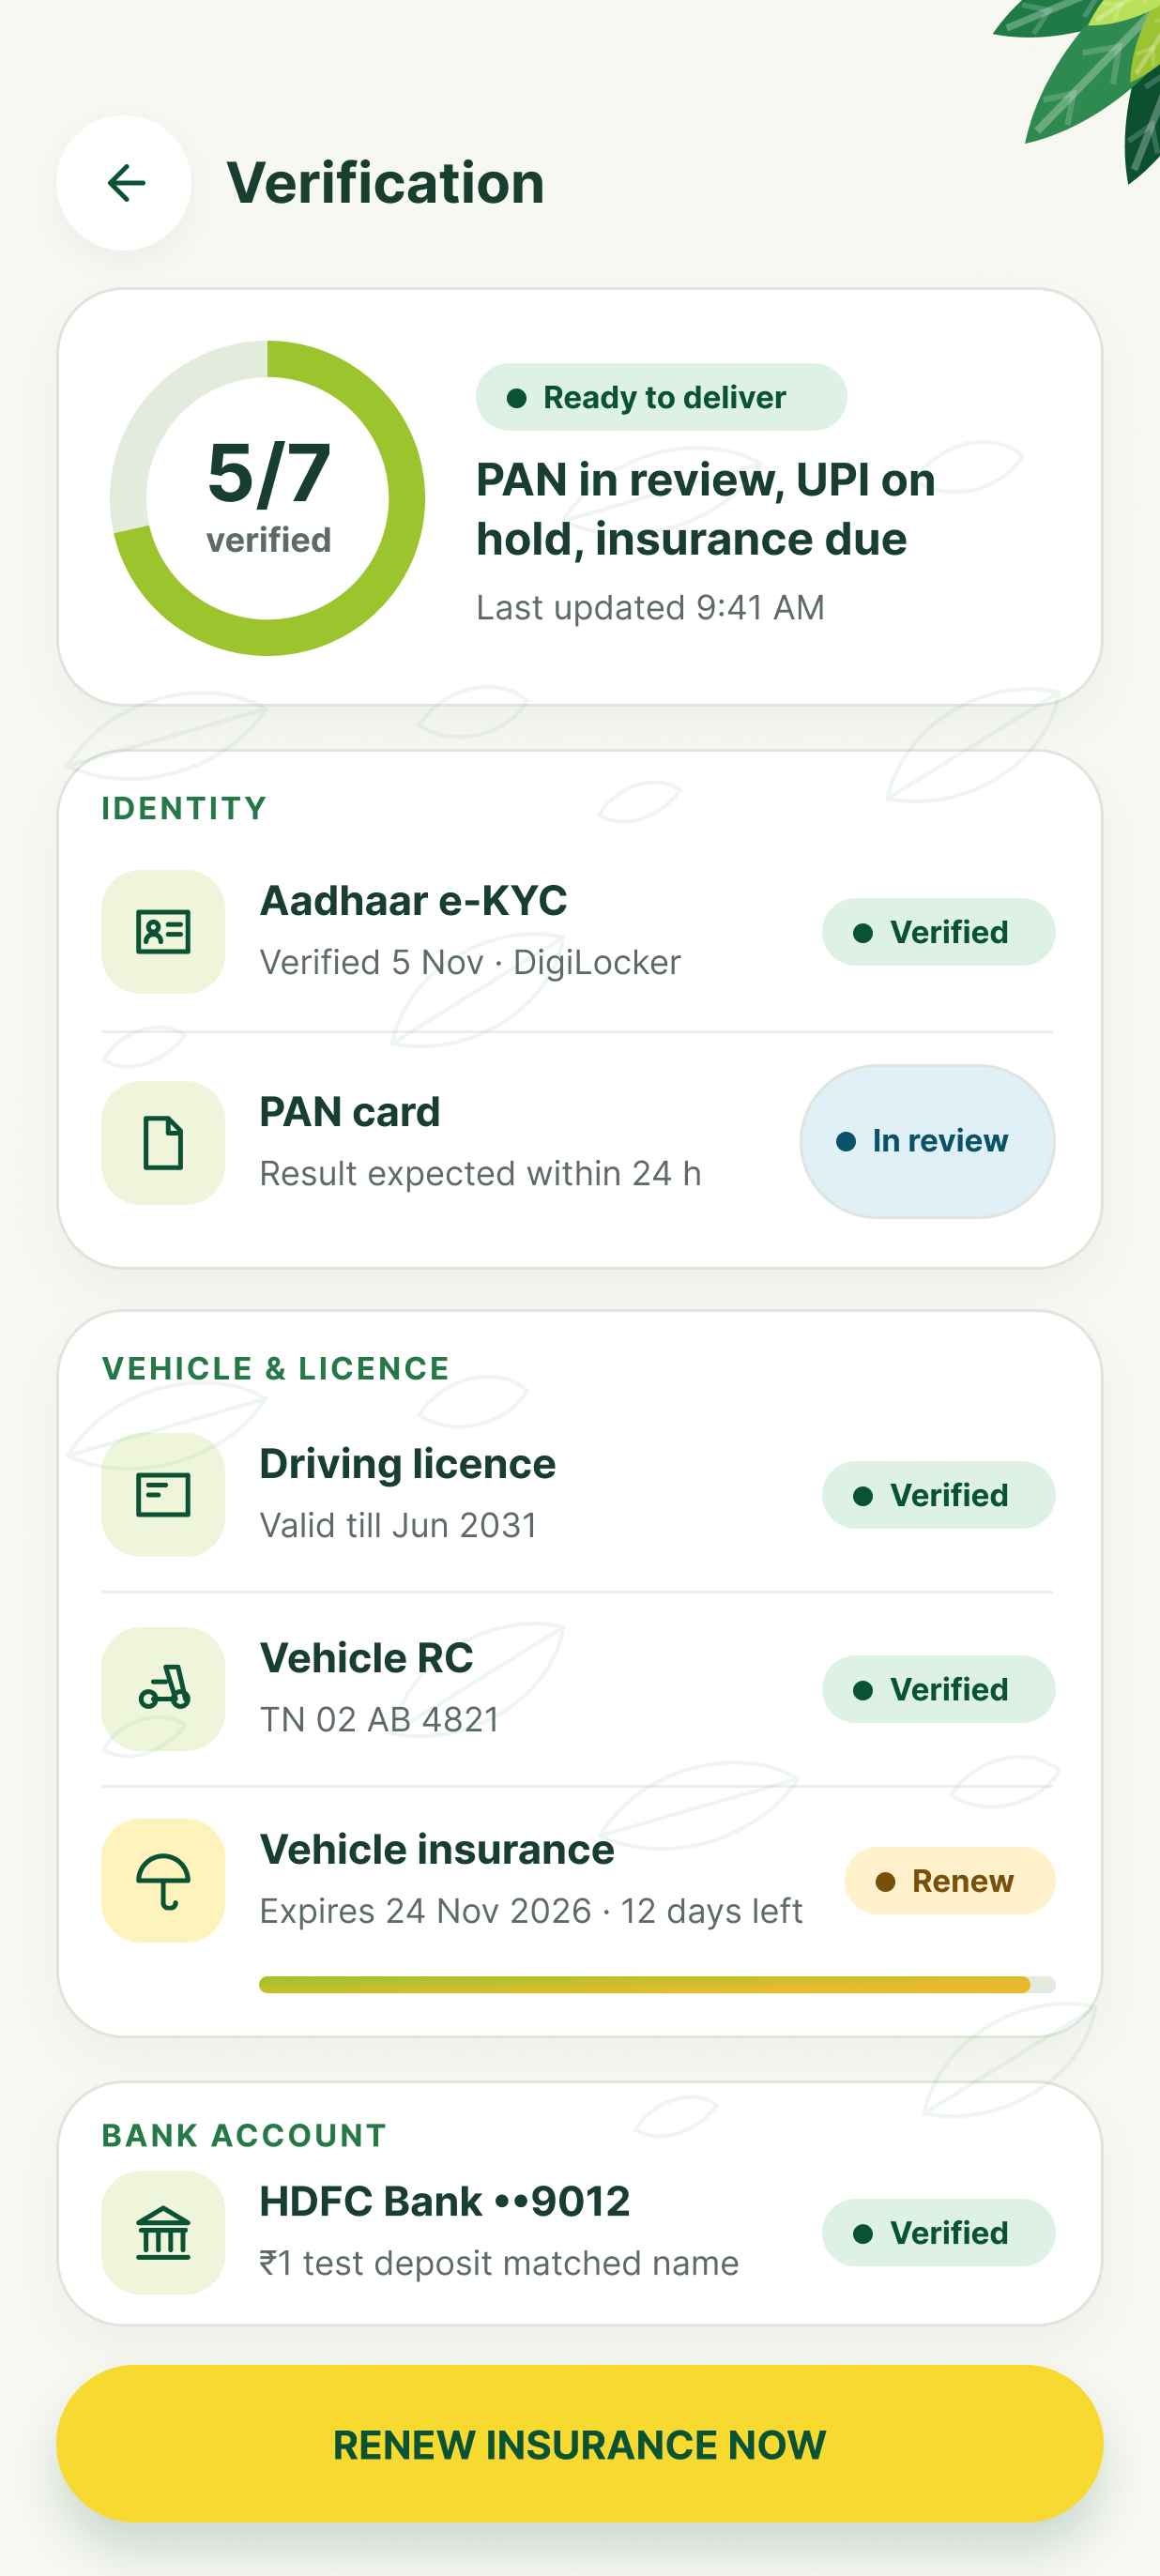 Verification
5/7
verified
Ready to deliver
PAN in review, UPI on
hold, insurance due
Last updated 9:41 AM
IDENTITY
Aadhaar e-KYC
Verified 5 Nov · DigiLocker
Verified
PAN card
Result expected within 24 h
In review
VEHICLE & LICENCE
Driving licence
Valid till Jun 2031
Verified
Vehicle RC
TN 02 AB 4821
Verified
Vehicle insurance
Expires 24 Nov 2026 · 12 days left
Renew
BANK ACCOUNT
HDFC Bank ••9012
₹1 test deposit matched name
Verified
RENEW INSURANCE NOW